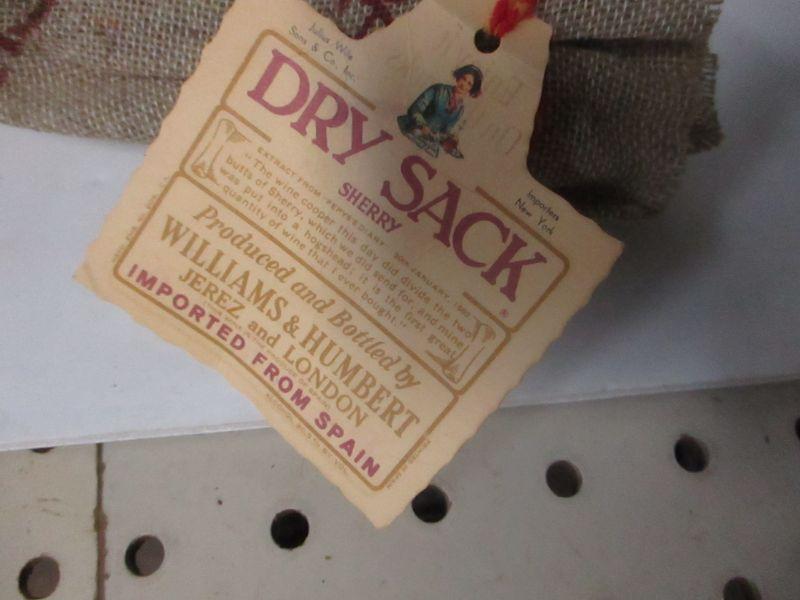 Julius Wile
Sons & Co. Inc.
Importers
New York
DRY SACK
SHERRY
EXTRACT FROM "PEPYS'S DIARY" 20TH JANUARY,
"The wine cooper this day did divide the two
butts of Sherry, which we did send for, and mine
was put into a hogshead; it is the first great
quantity of wine that I ever bought."
Produced and Bottled by
WILLIAMS & HUMBERT
JEREZ and LONDON
IMPORTED FROM SPAIN